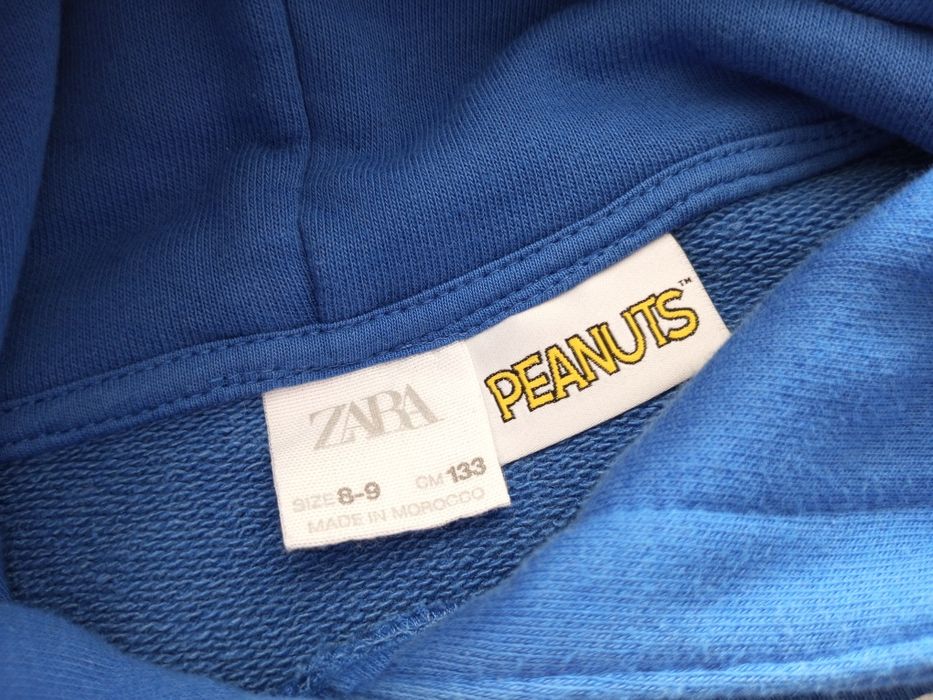 ZARA
SIZE 8-9 CM 133
MADE IN MOROCCO
PEANUTS™